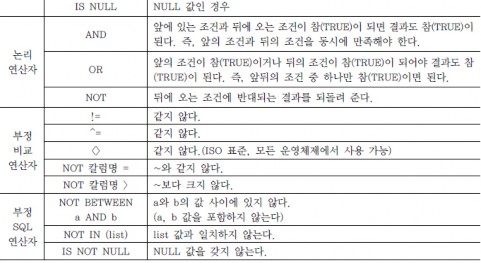 IS NULL NULL 값인 경우
논리
연산자
AND 앞에 있는 조건과 뒤에 오는 조건이 참(TRUE)이 되면 결과도 참(TRUE)이
된다. 즉, 앞의 조건과 뒤의 조건을 동시에 만족해야 한다.
OR 앞의 조건이 참(TRUE)이거나 뒤의 조건이 참(TRUE)이 되어야 결과도 참
(TRUE)이 된다. 즉, 앞뒤의 조건 중 하나만 참(TRUE)이면 된다.
NOT 뒤에 오는 조건에 반대되는 결과를 되돌려 준다.
부정
비교
연산자
!= 같지 않다.
^= 같지 않다.
◇ 같지 않다.(ISO 표준, 모든 운영체제에서 사용 가능)
NOT 칼럼명 = ~와 같지 않다.
NOT 칼럼명 > ~보다 크지 않다.
부정
SQL
연산자
NOT BETWEEN a와 b의 값 사이에 있지 않다.
a AND b (a, b 값을 포함하지 않는다)
NOT IN (list) list 값과 일치하지 않는다.
IS NOT NULL NULL 값을 갖지 않는다.